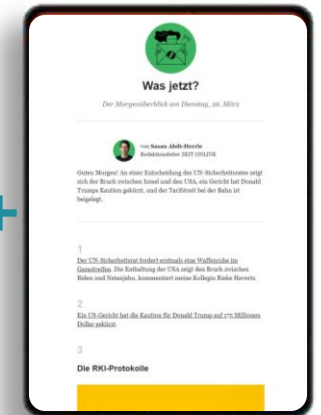 Was jetzt?
Der Morgenüberblick am Dienstag, 26. März
von Susan Abdi-Herrle
Redaktionsleiter ZEIT ONLINE
Guten Morgen! An einer Entscheidung des UN-Sicherheitsrates zeigt
sich der Bruch zwischen Israel und den USA, ein Gericht hat Donald
Trumps Kaution gekürzt, und der Tarifstreit bei der Bahn ist
beigelegt.
1
Der UN-Sicherheitsrat fordert erstmals eine Waffenruhe im
Gazastreifen. Die Enthaltung der USA zeigt den Bruch zwischen
Biden und Netanjahu, kommentiert meine Kollegin Rieke Havertz.
2
Ein US-Gericht hat die Kaution für Donald Trump auf 175 Millionen
Dollar gekürzt.
3
Die RKI-Protokolle